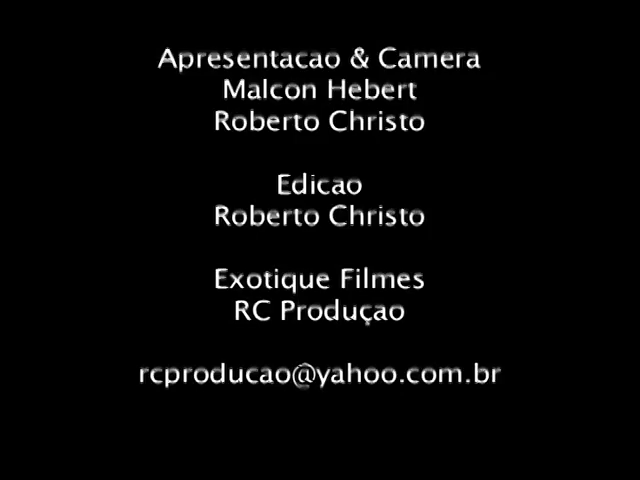 Apresentacao & Camera
Malcon Hebert
Roberto Christo
Edicao
Roberto Christo
Exotique Filmes
RC Produçao
rcproducao@yahoo.com.br